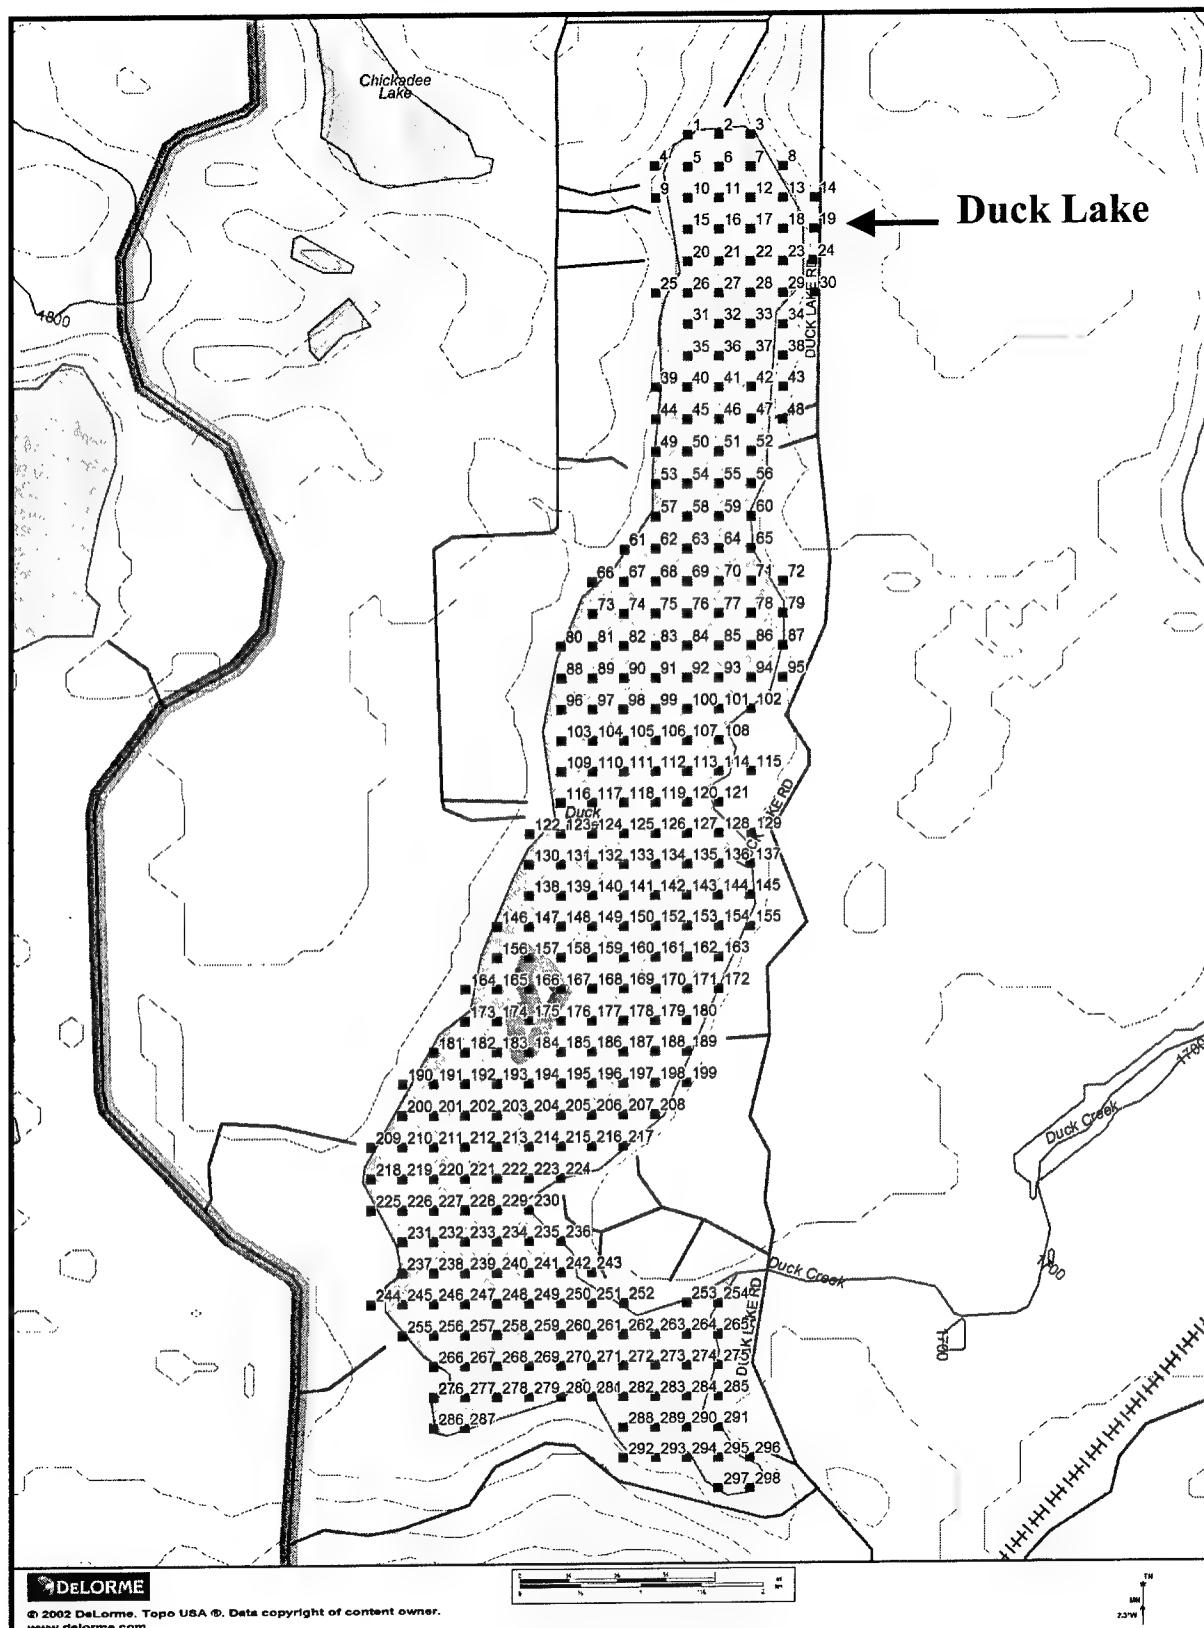 Chickadee
Lake
1 2 3
4 5 6 7 8
9 10 11 12 13 14
Duck Lake
15 16 17 18 19
20 21 22 23 24
25 26 27 28 29 30
DUCK LAKE RD
1800
31 32 33 34
35 36 37 38
39 40 41 42 43
44 45 46 47 48
49 50 51 52
53 54 55 56
57 58 59 60
61 62 63 64 65
66 67 68 69 70 71 72
73 74 75 76 77 78 79
80 81 82 83 84 85 86 87
88 89 90 91 92 93 94 95
96 97 98 99 100 101 102
103 104 105 106 107 108
109 110 111 112 113 114 115
116 117 118 119 120 121
Duck
122 123 124 125 126 127 128 129
130 131 132 133 134 135 136 137
138 139 140 141 142 143 144 145
146 147 148 149 150 152 153 154 155
156 157 158 159 160 161 162 163
164 165 166 167 168 169 170 171 172
173 174 175 176 177 178 179 180
181 182 183 184 185 186 187 188 189
1700
190 191 192 193 194 195 196 197 198 199
200 201 202 203 204 205 206 207 208
Duck Creek
209 210 211 212 213 214 215 216 217
218 219 220 221 222 223 224
225 226 227 228 229 230
231 232 233 234 235 236
237 238 239 240 241 242 243
Duck Creek
1700
244 245 246 247 248 249 250 251 252 253 254
DUCK LAKE RD
255 256 257 258 259 260 261 262 263 264 265
1700
266 267 268 269 270 271 272 273 274 275
276 277 278 279 280 281 282 283 284 285
286 287 288 289 290 291
292 293 294 295 296
297 298
DELORME
© 2002 DeLorme. Topo USA ®. Data copyright of content owner.
www.delorme.com
TN
MN
2.3°W